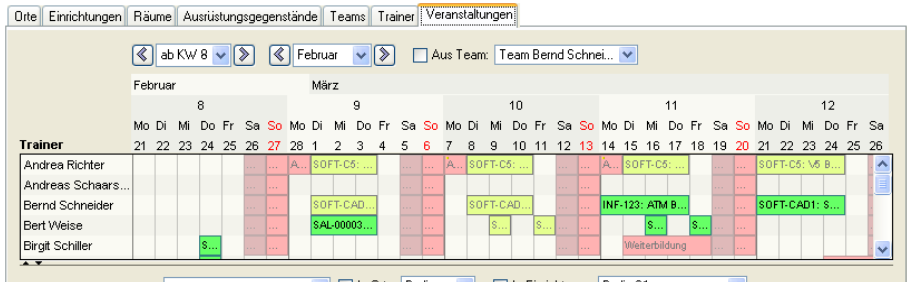 Orte Einrichtungen Räume Ausrüstungsgegenstände Teams Trainer Veranstaltungen
ab KW 8 Februar Aus Team: Team Bernd Schnei...
Februar März
8 9 10 11 12
Mo Di Mi Do Fr Sa So Mo Di Mi Do Fr Sa So Mo Di Mi Do Fr Sa So Mo Di Mi Do Fr Sa So Mo Di Mi Do Fr Sa
Trainer 21 22 23 24 25 26 27 28 1 2 3 4 5 6 7 8 9 10 11 12 13 14 15 16 17 18 19 20 21 22 23 24 25 26
Andrea Richter A... SOFT-C5: ... A... SOFT-C5: ... A... SOFT-C5: ... SOFT-C5: V5 B...
Andreas Schaars...
Bernd Schneider SOFT-CAD... SOFT-CAD... INF-123: ATM B... SOFT-CAD1: S...
Bert Weise SAL-00003... S... S... S... S...
Birgit Schiller S... Weiterbildung